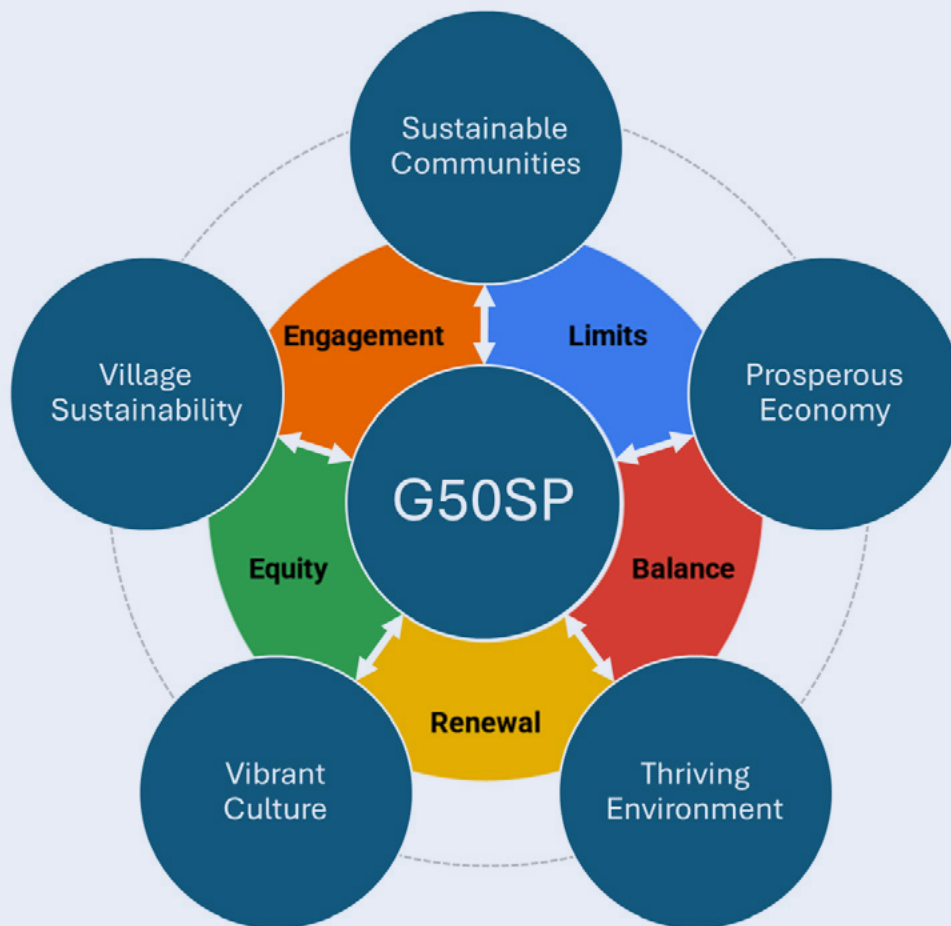 Sustainable
Communities
Engagement
Limits
Village
Sustainability
Prosperous
Economy
G50SP
Equity
Balance
Renewal
Vibrant
Culture
Thriving
Environment